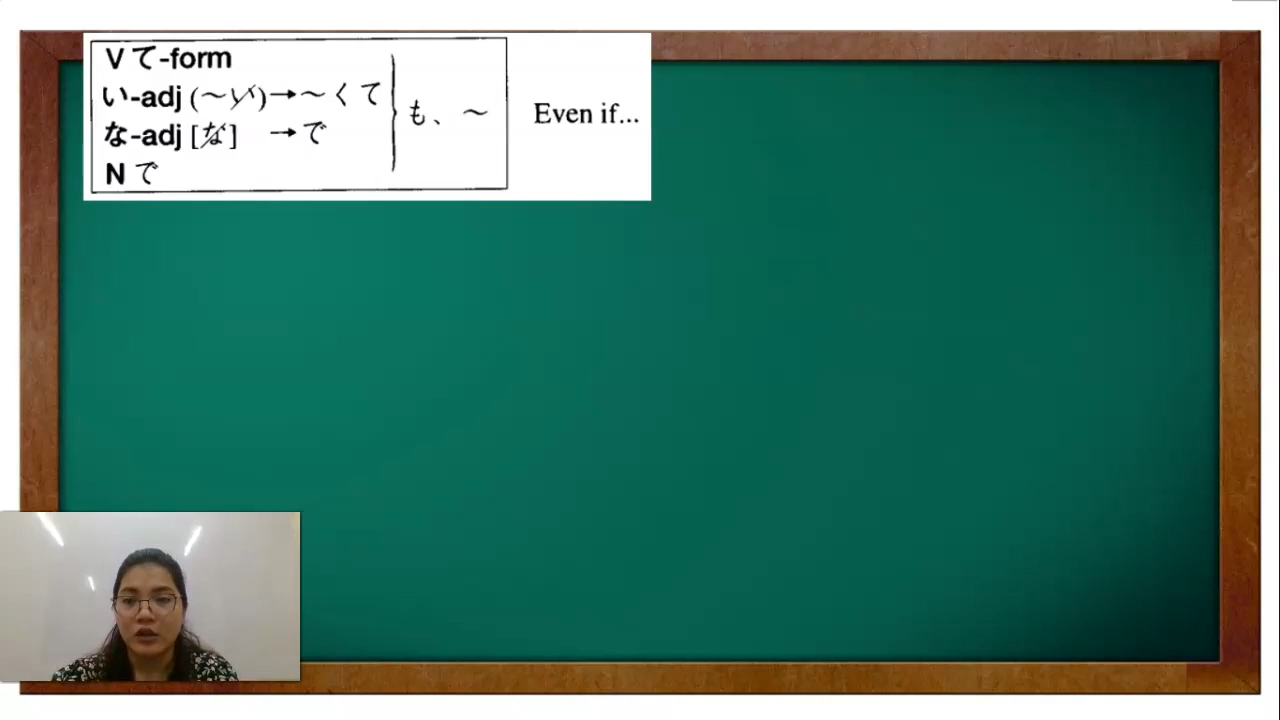 V て-form
い-adj (～い)→～くて
な-adj [な] →で
N で
も、～
Even if...